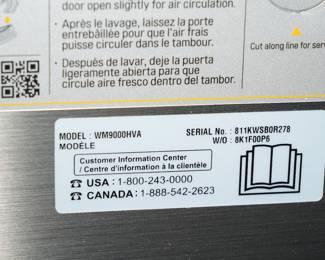 door open slightly for air circulation.
• Après le lavage, laissez la porte
entrebâillée pour que l'air frais
puisse circuler dans le tambour.
• Después de lavar, deje la puerta
ligeramente abierta para que
circule aire fresco dentro del tambor.
Cut along line for serv
MODEL : WM9000HVA
MODÈLE
SERIAL No. : 811KWSB0R278
W/O : 8K1F00P6
Customer Information Center /
Centre d'information à la clientèle
USA : 1-800-243-0000
CANADA : 1-888-542-2623